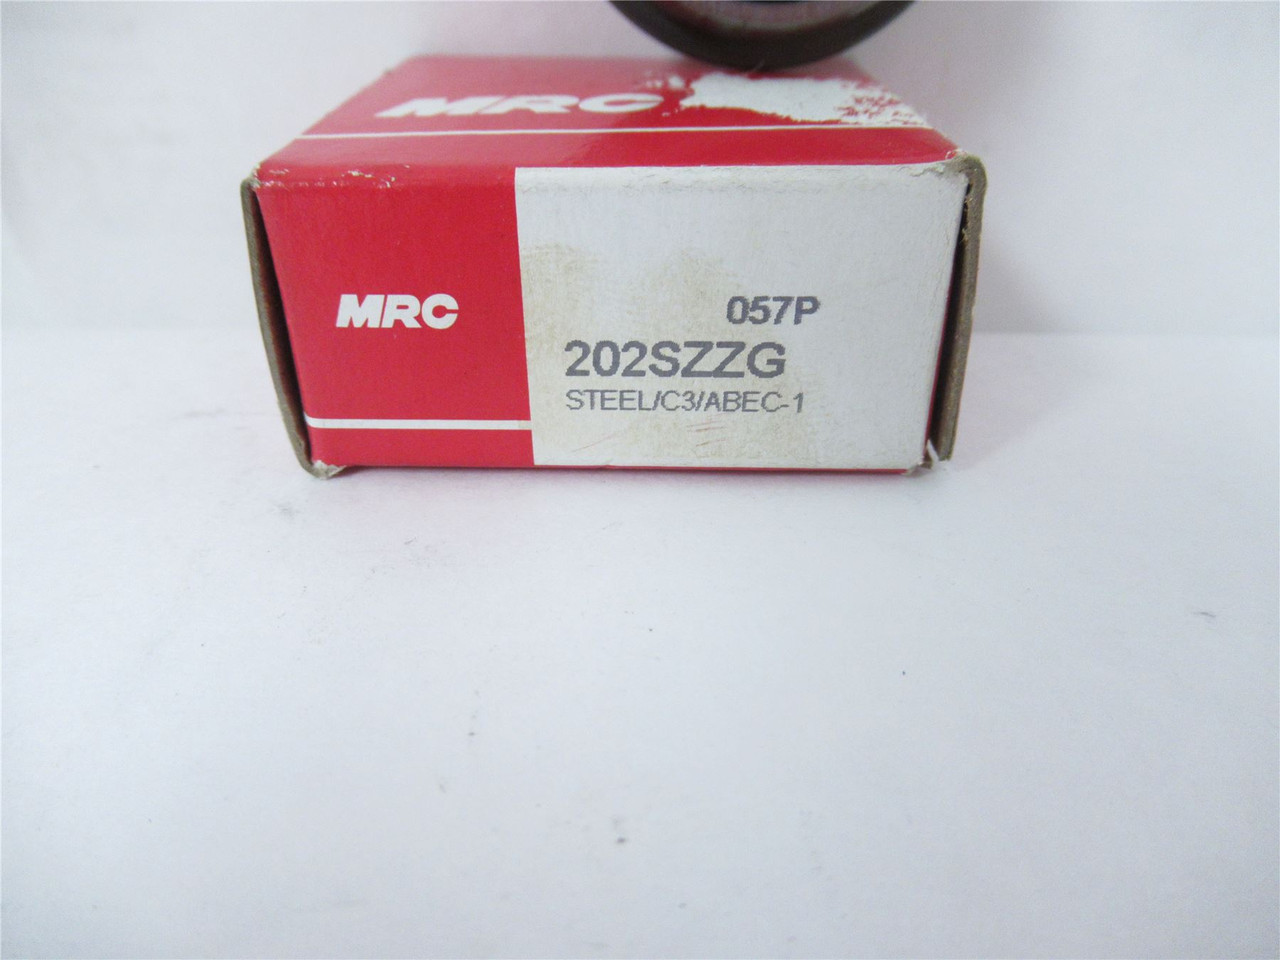 MRC
MRC
057P
202SZZG
STEEL/C3/ABEC-1